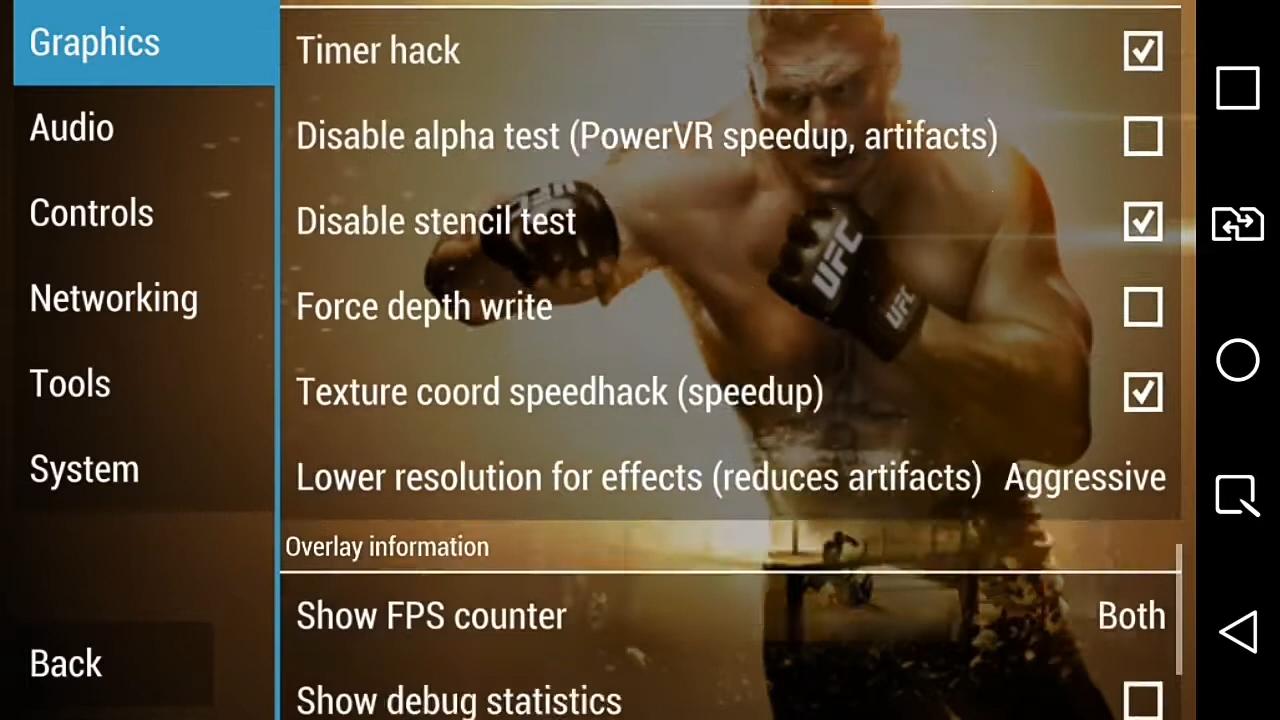 Graphics
Audio
Controls
Networking
Tools
System
Back
Timer hack
Disable alpha test (PowerVR speedup, artifacts)
Disable stencil test
Force depth write
Texture coord speedhack (speedup)
Lower resolution for effects (reduces artifacts) Aggressive
Overlay information
Show FPS counter Both
Show debug statistics
UFC
UFC